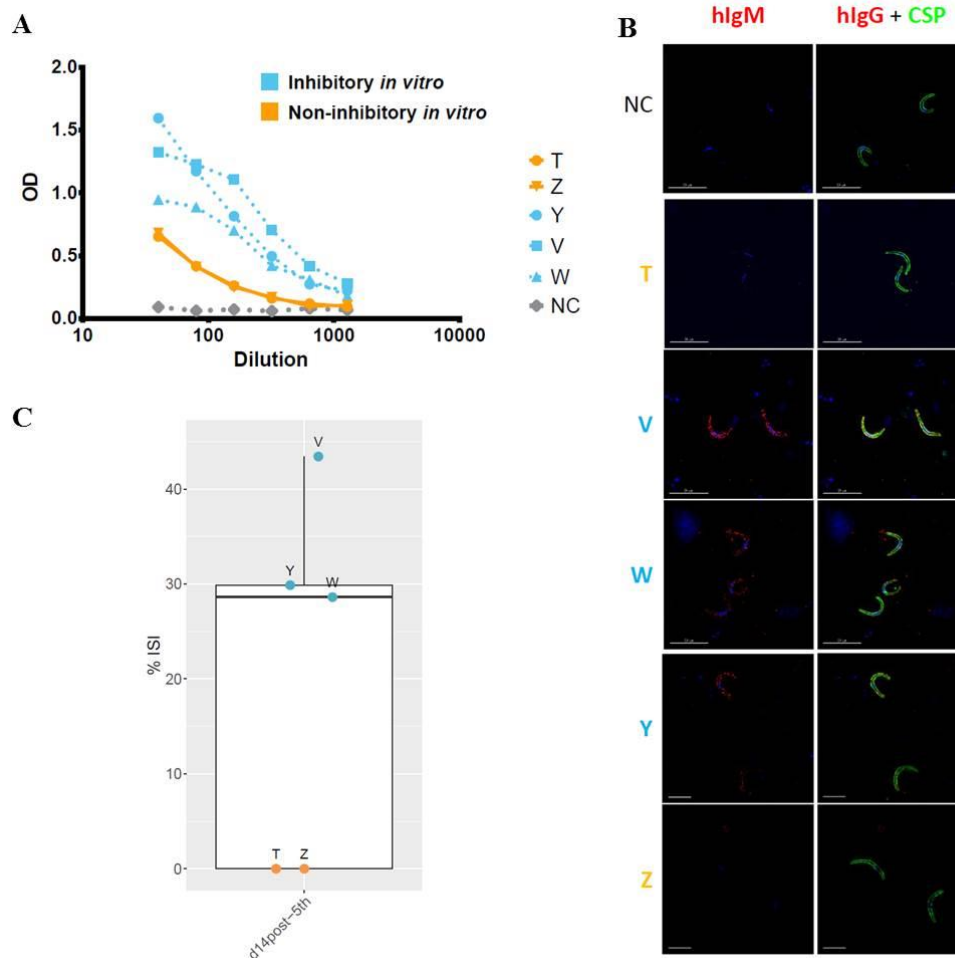 A
2.0
1.5
1.0
0.5
0.0
OD
10
100
1000
10000
Dilution
Inhibitory in vitro
Non-inhibitory in vitro
T
Z
Y
V
W
NC
B
hIgM
hIgG + CSP
NC
T
V
W
Y
Z
C
% ISI
40
30
20
10
0
V
Y
W
T
Z
d14post-5th